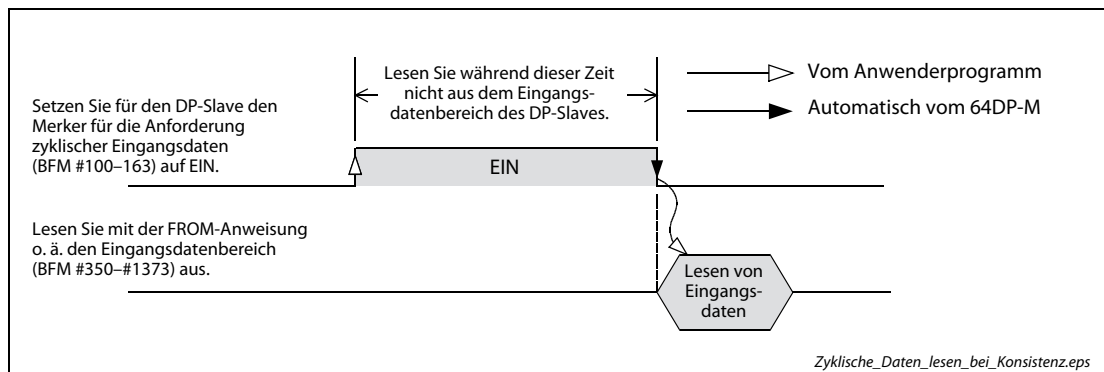 Lesen Sie während dieser Zeit
nicht aus dem Eingangs-
datenbereich des DP-Slaves.
Vom Anwenderprogramm
Automatisch vom 64DP-M
Setzen Sie für den DP-Slave den
Merker für die Anforderung
zyklischer Eingangsdaten
(BFM #100–163) auf EIN.
EIN
Lesen Sie mit der FROM-Anweisung
o. ä. den Eingangsdatenbereich
(BFM #350–#1373) aus.
Lesen von
Eingangs-
daten
Zyklische_Daten_lesen_bei_Konsistenz.eps